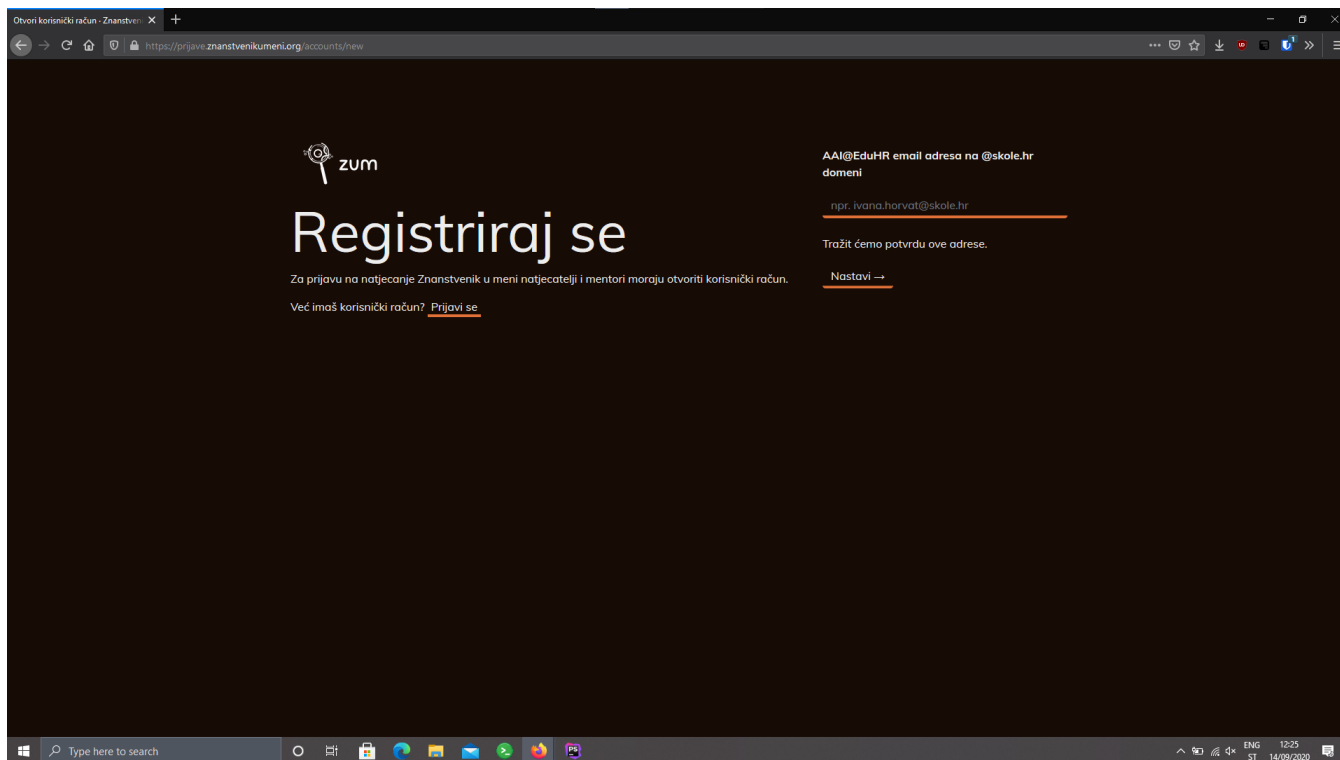 Otvori korisnički račun - Znanstveni
https://prijave.znanstvenikumeni.org/accounts/new
1
zum
Registriraj se
Za prijavu na natjecanje Znanstvenik u meni natjecatelji i mentori moraju otvoriti korisnički račun.
Već imaš korisnički račun? Prijavi se
AAI@EduHR email adresa na @skole.hr
domeni
npr. ivana.horvat@skole.hr
Tražit ćemo potvrdu ove adrese.
Nastavi →
Type here to search
PS
ENG
ST
12:25
14/09/2020